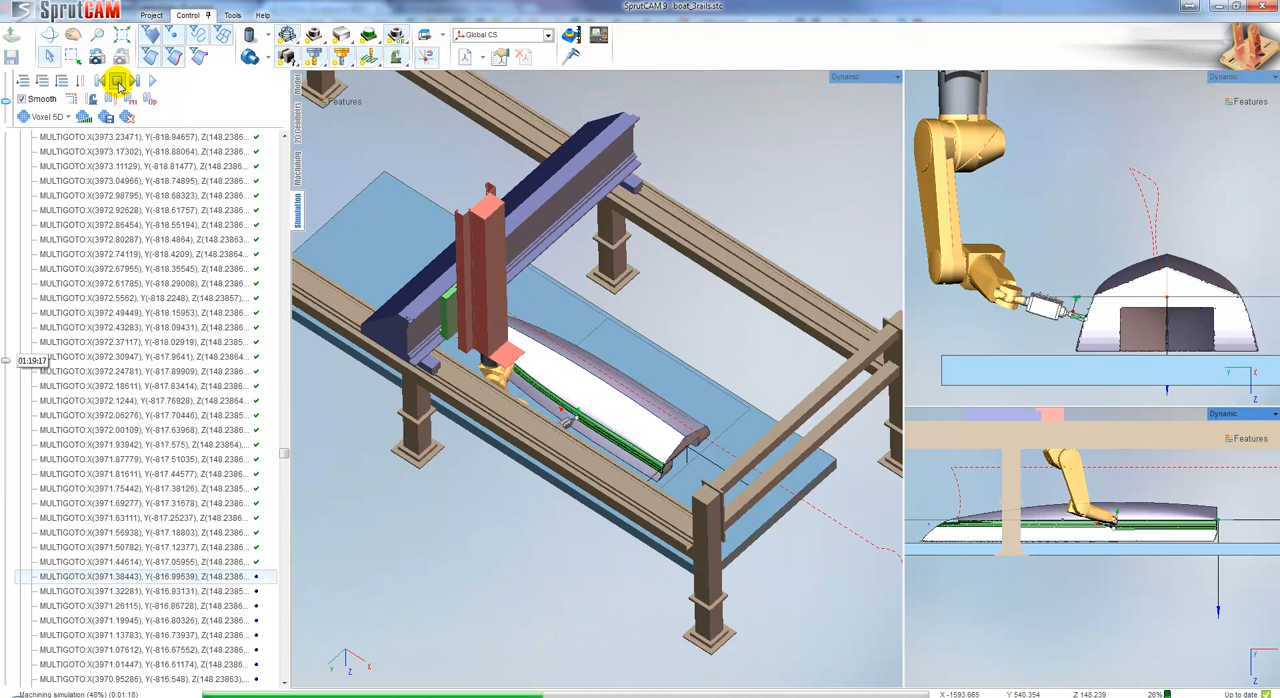 SprutCAM
Project
Control
Tools
Help
SprutCAM 9 boat_3rails.stc
Global CS
Smooth
Voxel 5D
Model
2D Geometry
Machining
Simulation
Features
Dynamic
Dynamic
Features
Dynamic
Features
MULTIGOTO:X(3973.23471), Y(-818.94657), Z(148.2386...
MULTIGOTO:X(3973.17302), Y(-818.88064), Z(148.2386...
MULTIGOTO:X(3973.11129), Y(-818.81477), Z(148.2386...
MULTIGOTO:X(3973.04966), Y(-818.74895), Z(148.2386...
MULTIGOTO:X(3972.98795), Y(-818.68323), Z(148.2386...
MULTIGOTO:X(3972.92628), Y(-818.61757), Z(148.2386...
MULTIGOTO:X(3972.86454), Y(-818.55194), Z(148.2386...
MULTIGOTO:X(3972.80287), Y(-818.4864), Z(148.23863...
MULTIGOTO:X(3972.74119), Y(-818.4209), Z(148.23864...
MULTIGOTO:X(3972.67955), Y(-818.35545), Z(148.2386...
MULTIGOTO:X(3972.61788), Y(-818.29008), Z(148.2386...
MULTIGOTO:X(3972.5562), Y(-818.2248), Z(148.23857),...
MULTIGOTO:X(3972.49449), Y(-818.15953), Z(148.2386...
MULTIGOTO:X(3972.43283), Y(-818.09431), Z(148.2386...
MULTIGOTO:X(3972.37117), Y(-818.02919), Z(148.2386...
01:19:17
GOTO:X(3972.30947), Y(-817.9641), Z(148.2386...
MULTIGOTO:X(3972.24781), Y(-817.89909), Z(148.2386...
MULTIGOTO:X(3972.18611), Y(-817.83414), Z(148.2386...
MULTIGOTO:X(3972.1244), Y(-817.76928), Z(148.2386...
MULTIGOTO:X(3972.06276), Y(-817.70446), Z(148.2386...
MULTIGOTO:X(3972.00109), Y(-817.63968), Z(148.2386...
MULTIGOTO:X(3971.93942), Y(-817.575), Z(148.23864),...
MULTIGOTO:X(3971.87779), Y(-817.51035), Z(148.2386...
MULTIGOTO:X(3971.81611), Y(-817.44577), Z(148.2386...
MULTIGOTO:X(3971.75442), Y(-817.38126), Z(148.2385...
MULTIGOTO:X(3971.69277), Y(-817.31678), Z(148.2386...
MULTIGOTO:X(3971.63111), Y(-817.25237), Z(148.2386...
MULTIGOTO:X(3971.56938), Y(-817.18803), Z(148.2386...
MULTIGOTO:X(3971.50782), Y(-817.12377), Z(148.2386...
MULTIGOTO:X(3971.44614), Y(-817.05957), Z(148.2386...
MULTIGOTO:X(3971.38443), Y(-816.99539), Z(148.2386...
MULTIGOTO:X(3971.32281), Y(-816.93131), Z(148.2386...
MULTIGOTO:X(3971.26115), Y(-816.86728), Z(148.2386...
MULTIGOTO:X(3971.19946), Y(-816.80326), Z(148.2386...
MULTIGOTO:X(3971.13783), Y(-816.73937), Z(148.2386...
MULTIGOTO:X(3971.07612), Y(-816.67552), Z(148.2386...
MULTIGOTO:X(3971.01447), Y(-816.61174), Z(148.2386...
MULTIGOTO:X(3970.95286), Y(-816.548), Z(148.23863),...
Machining simulation (48%) (0:01:18)
X -1593.665 Y 540.354 Z 148.239 26% Up to date